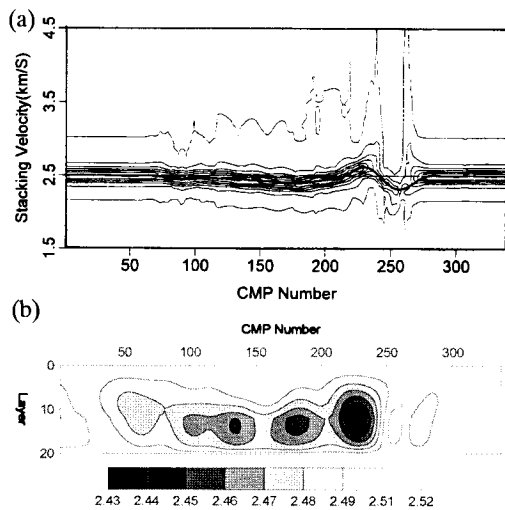 (a)
Stacking Velocity(km/S)
4.5
3.5
2.5
1.5
50 100 150 200 250 300
CMP Number
(b)
CMP Number
50 100 150 200 250 300
Layer
0
10
20
2.43 2.44 2.45 2.46 2.47 2.48 2.49 2.51 2.52